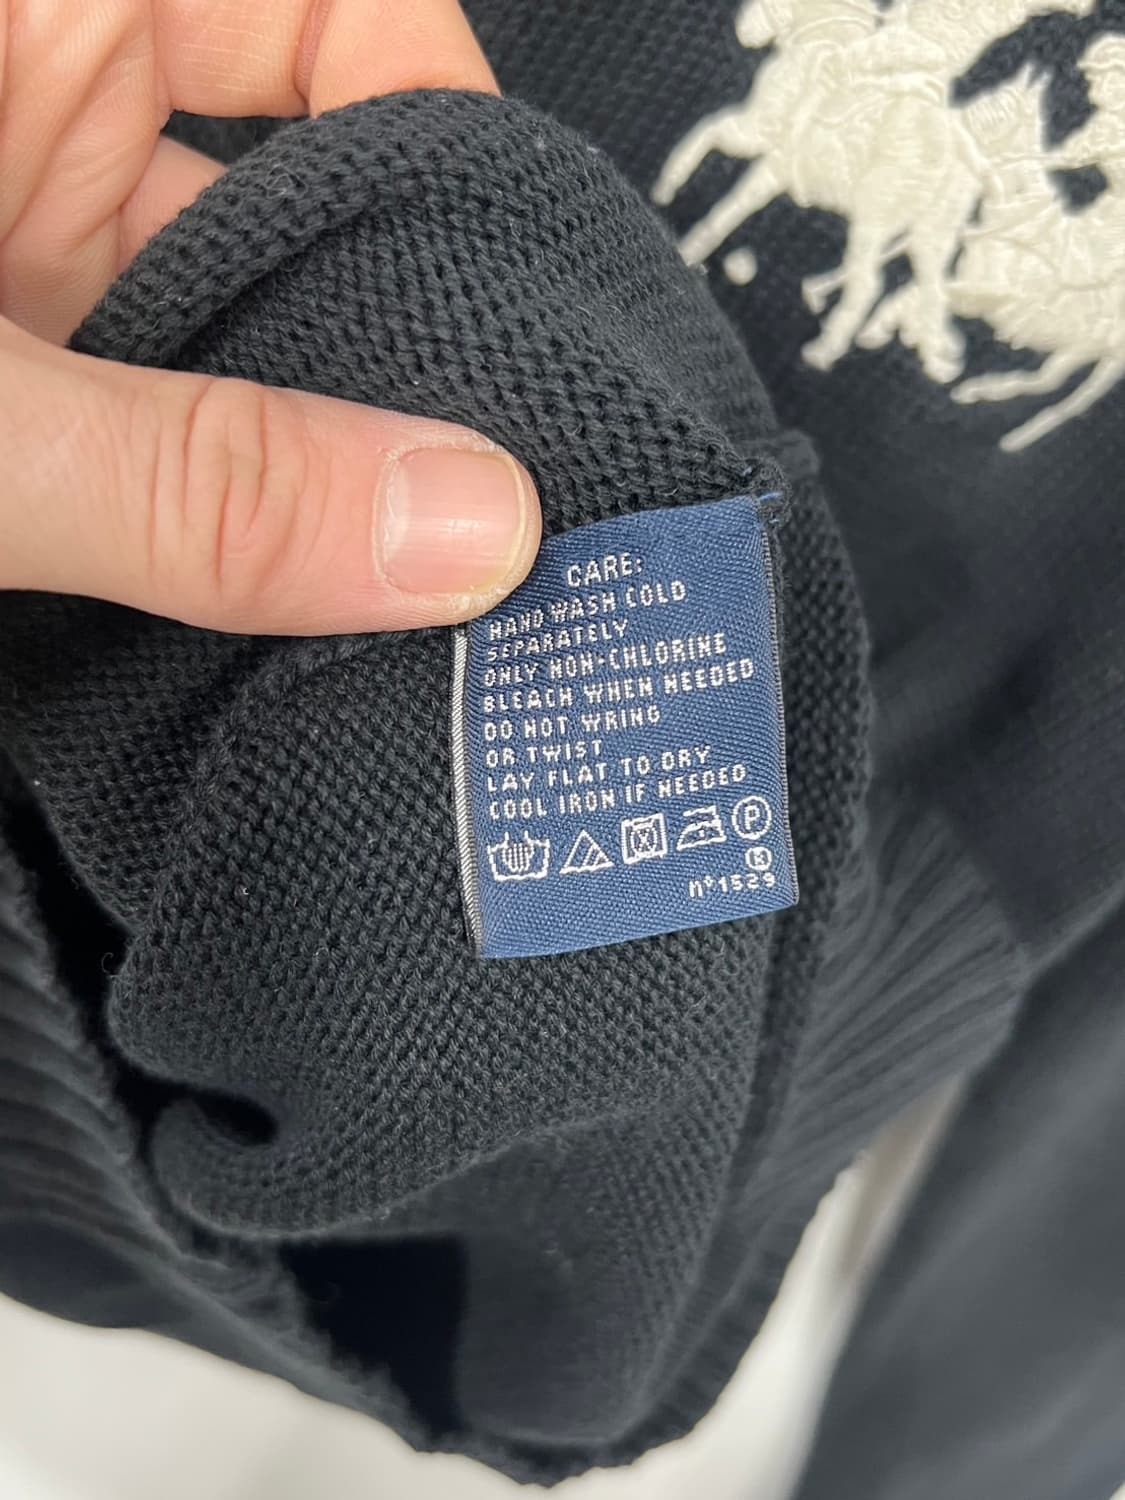 CARE:
HAND WASH COLD
SEPARATELY
ONLY NON-CHLORINE
BLEACH WHEN NEEDED
DO NOT WRING
OR TWIST
LAY FLAT TO DRY
COOL IRON IF NEEDED
P
K
n°1529